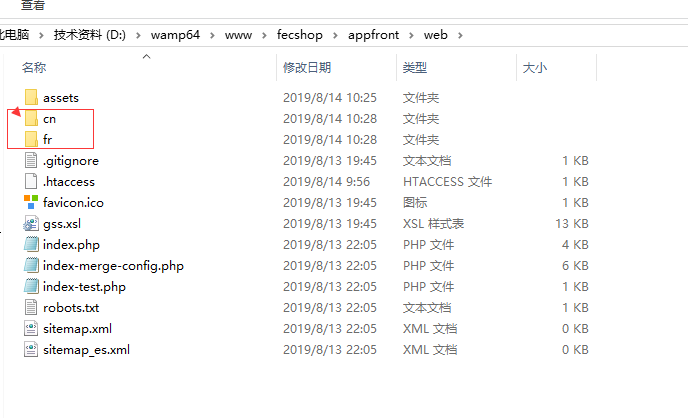 查看
此电脑 > 技术资料 (D:) > wamp64 > www > fecshop > appfront > web >
名称 修改日期 类型 大小
assets 2019/8/14 10:25 文件夹
cn 2019/8/14 10:28 文件夹
fr 2019/8/14 10:28 文件夹
.gitignore 2019/8/13 19:45 文本文档 1 KB
.htaccess 2019/8/14 9:56 HTACCESS 文件 1 KB
favicon.ico 2019/8/13 19:45 图标 1 KB
gss.xsl 2019/8/13 19:45 XSL 样式表 13 KB
index.php 2019/8/13 22:05 PHP 文件 4 KB
index-merge-config.php 2019/8/13 22:05 PHP 文件 6 KB
index-test.php 2019/8/13 22:05 PHP 文件 1 KB
robots.txt 2019/8/13 22:05 文本文档 1 KB
sitemap.xml 2019/8/13 22:05 XML 文档 0 KB
sitemap_es.xml 2019/8/13 22:05 XML 文档 0 KB